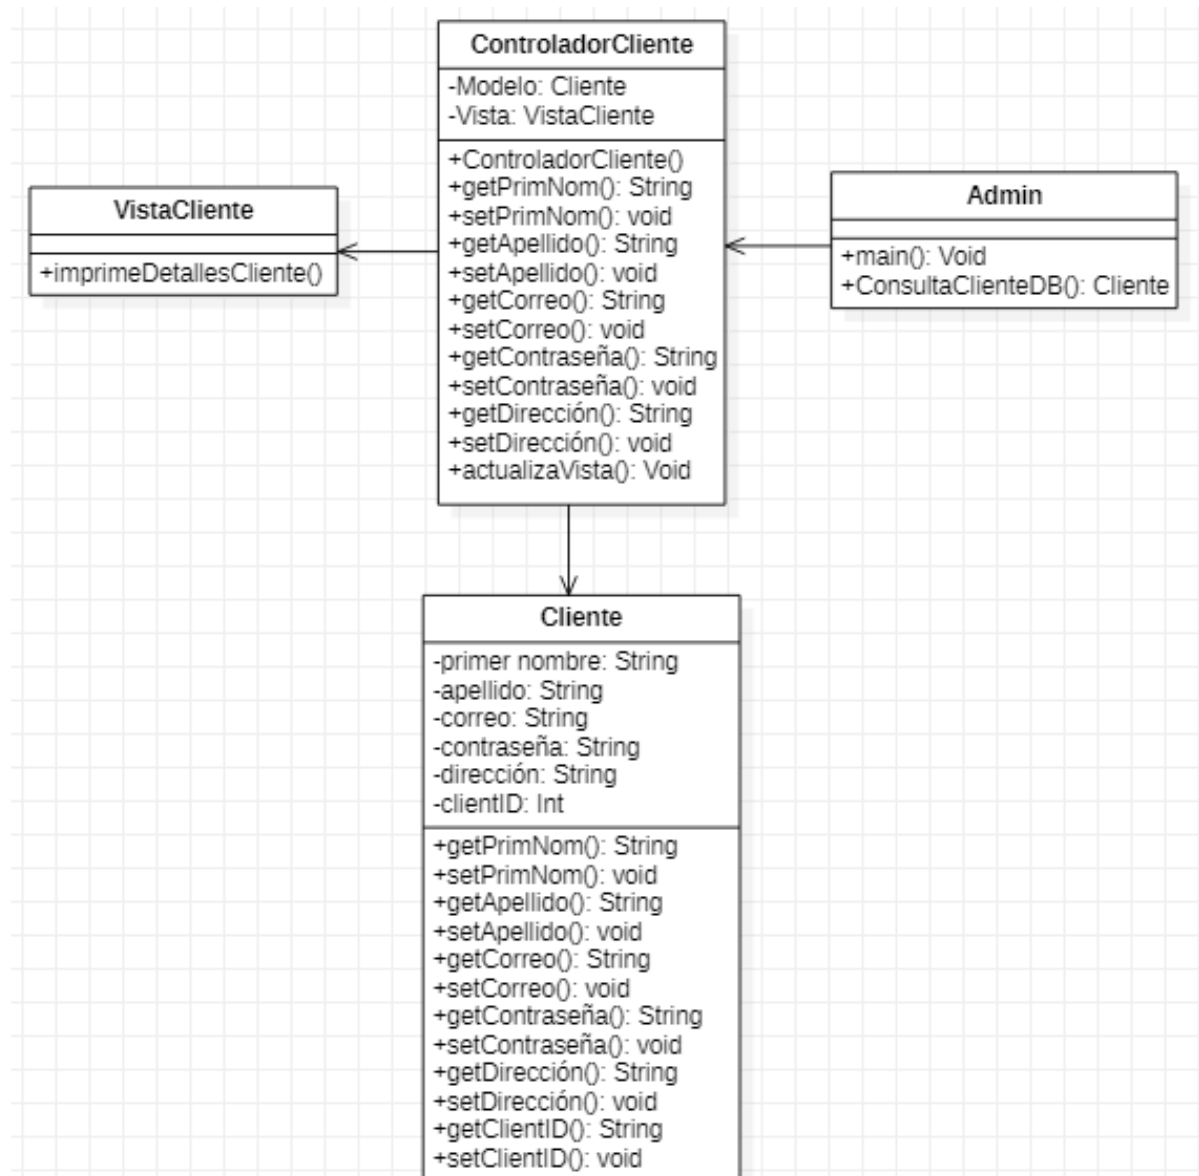 ControladorCliente
-Modelo: Cliente
-Vista: VistaCliente
+ControladorCliente()
+getPrimNom(): String
+setPrimNom(): void
+getApellido(): String
+setApellido(): void
+getCorreo(): String
+setCorreo(): void
+getContraseña(): String
+setContraseña(): void
+getDirección(): String
+setDirección(): void
+actualizaVista(): Void
VistaCliente
+imprimeDetallesCliente()
Admin
+main(): Void
+ConsultaClienteDB(): Cliente
Cliente
-primer nombre: String
-apellido: String
-correo: String
-contraseña: String
-dirección: String
-clientID: Int
+getPrimNom(): String
+setPrimNom(): void
+getApellido(): String
+setApellido(): void
+getCorreo(): String
+setCorreo(): void
+getContraseña(): String
+setContraseña(): void
+getDirección(): String
+setDirección(): void
+getClientID(): String
+setClientID(): void